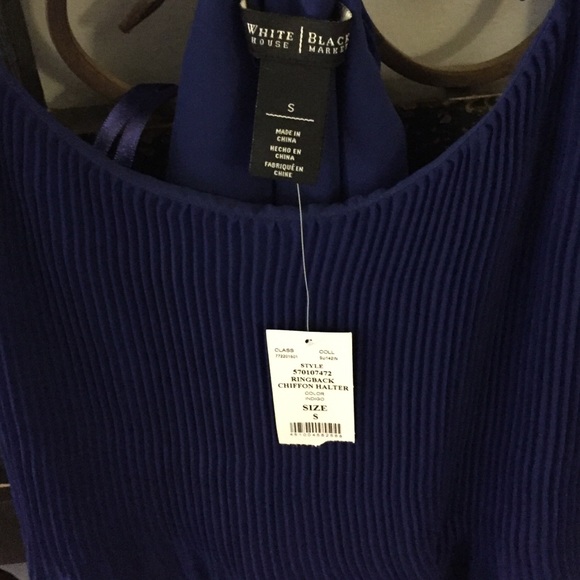 WHITE | BLACK
HOUSE | MARKET
S
MADE IN
CHINA
HECHO EN
CHINA
FABRIQUÉ EN
CHINE
CLASS COLL
STYLE
570107472
RINGBACK
CHIFFON HALTER
COLOR
INDIGO
SIZE
S